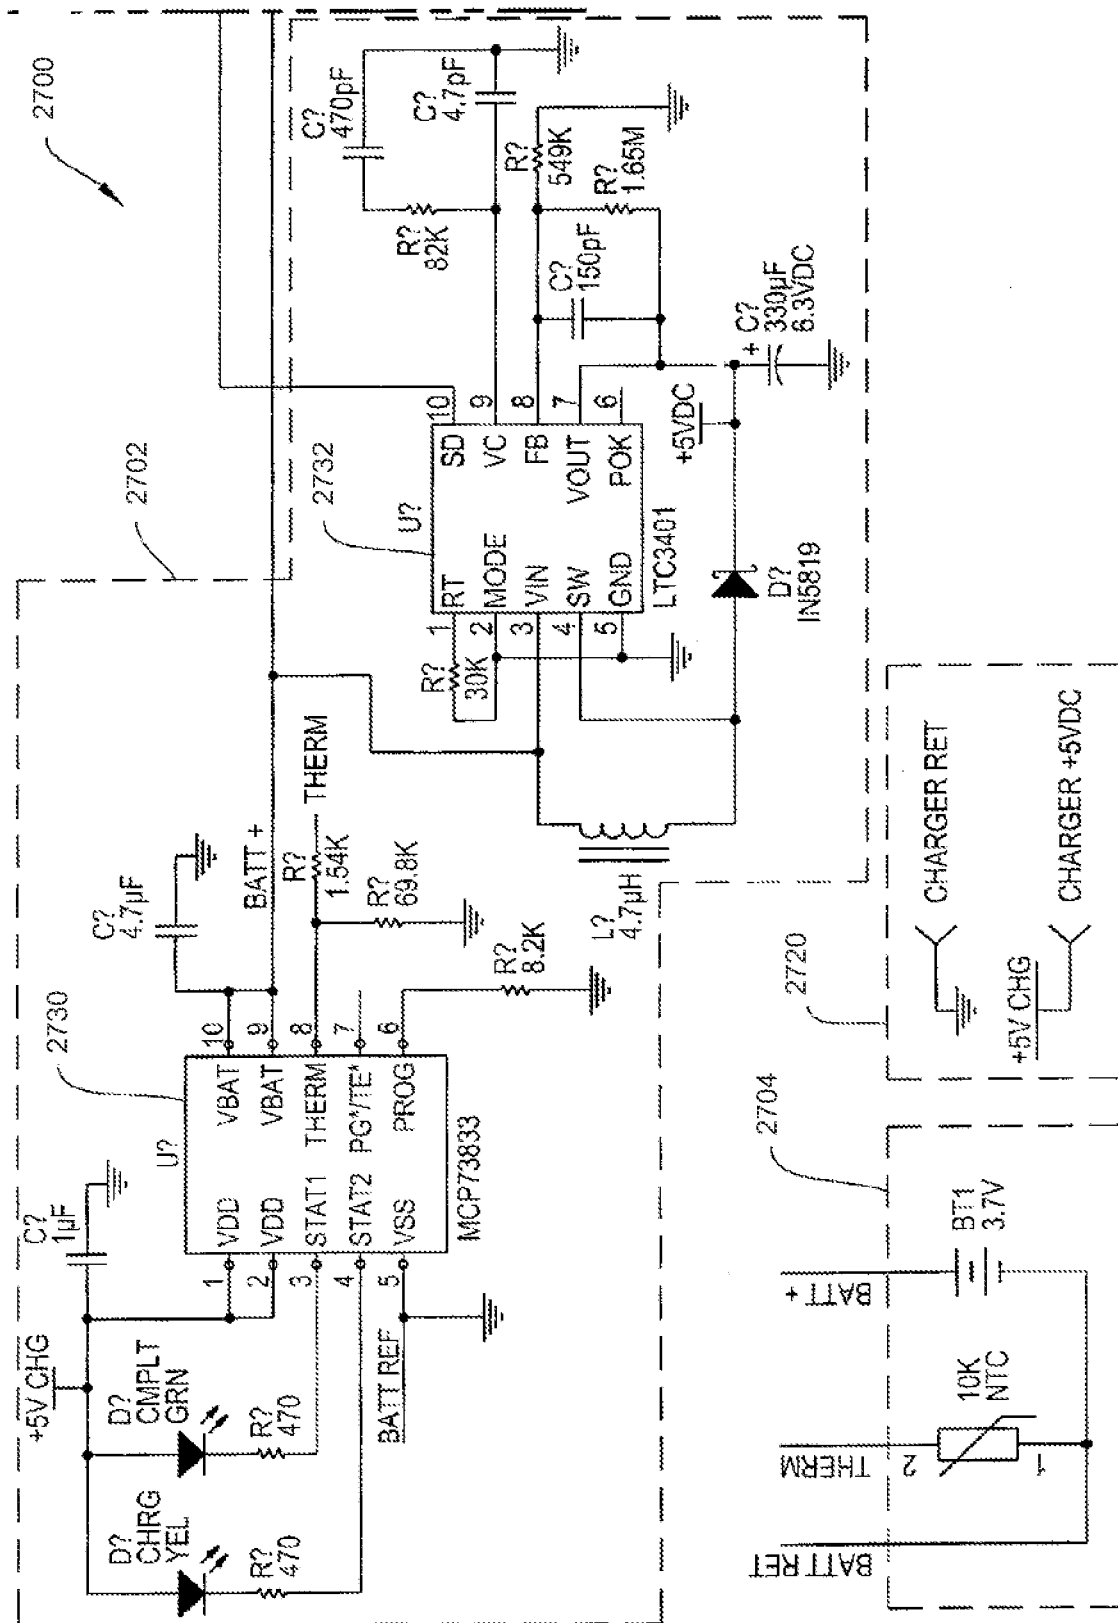 2700
2702
2730
2732
+5V CHG
C?
1µF
D?
CMPLT
GRN
D?
CHRG
YEL
R?
470
R?
470
BATT REF
1
2
3
4
5
U?
VDD
VDD
STAT1
STAT2
VSS
VBAT
VBAT
THERM
PG*/TE*
PROG
MCP73833
10
9
8
7
6
C?
4.7µF
BATT +
R?
1.54K
THERM
R?
69.8K
R?
8.2K
L?
4.7µH
R?
30K
1
2
3
4
5
U?
RT
MODE
VIN
SW
GND
SD
VC
FB
VOUT
POK
LTC3401
10
9
8
7
6
C?
470pF
C?
4.7pF
R?
82K
R?
549K
R?
1.65M
C?
150pF
+5VDC
+
C?
330µF
6.3VDC
D?
IN5819
2704
BATT RET
THERM
BATT +
2
1
10K
NTC
BT1
3.7V
2720
CHARGER RET
+5V CHG
CHARGER +5VDC